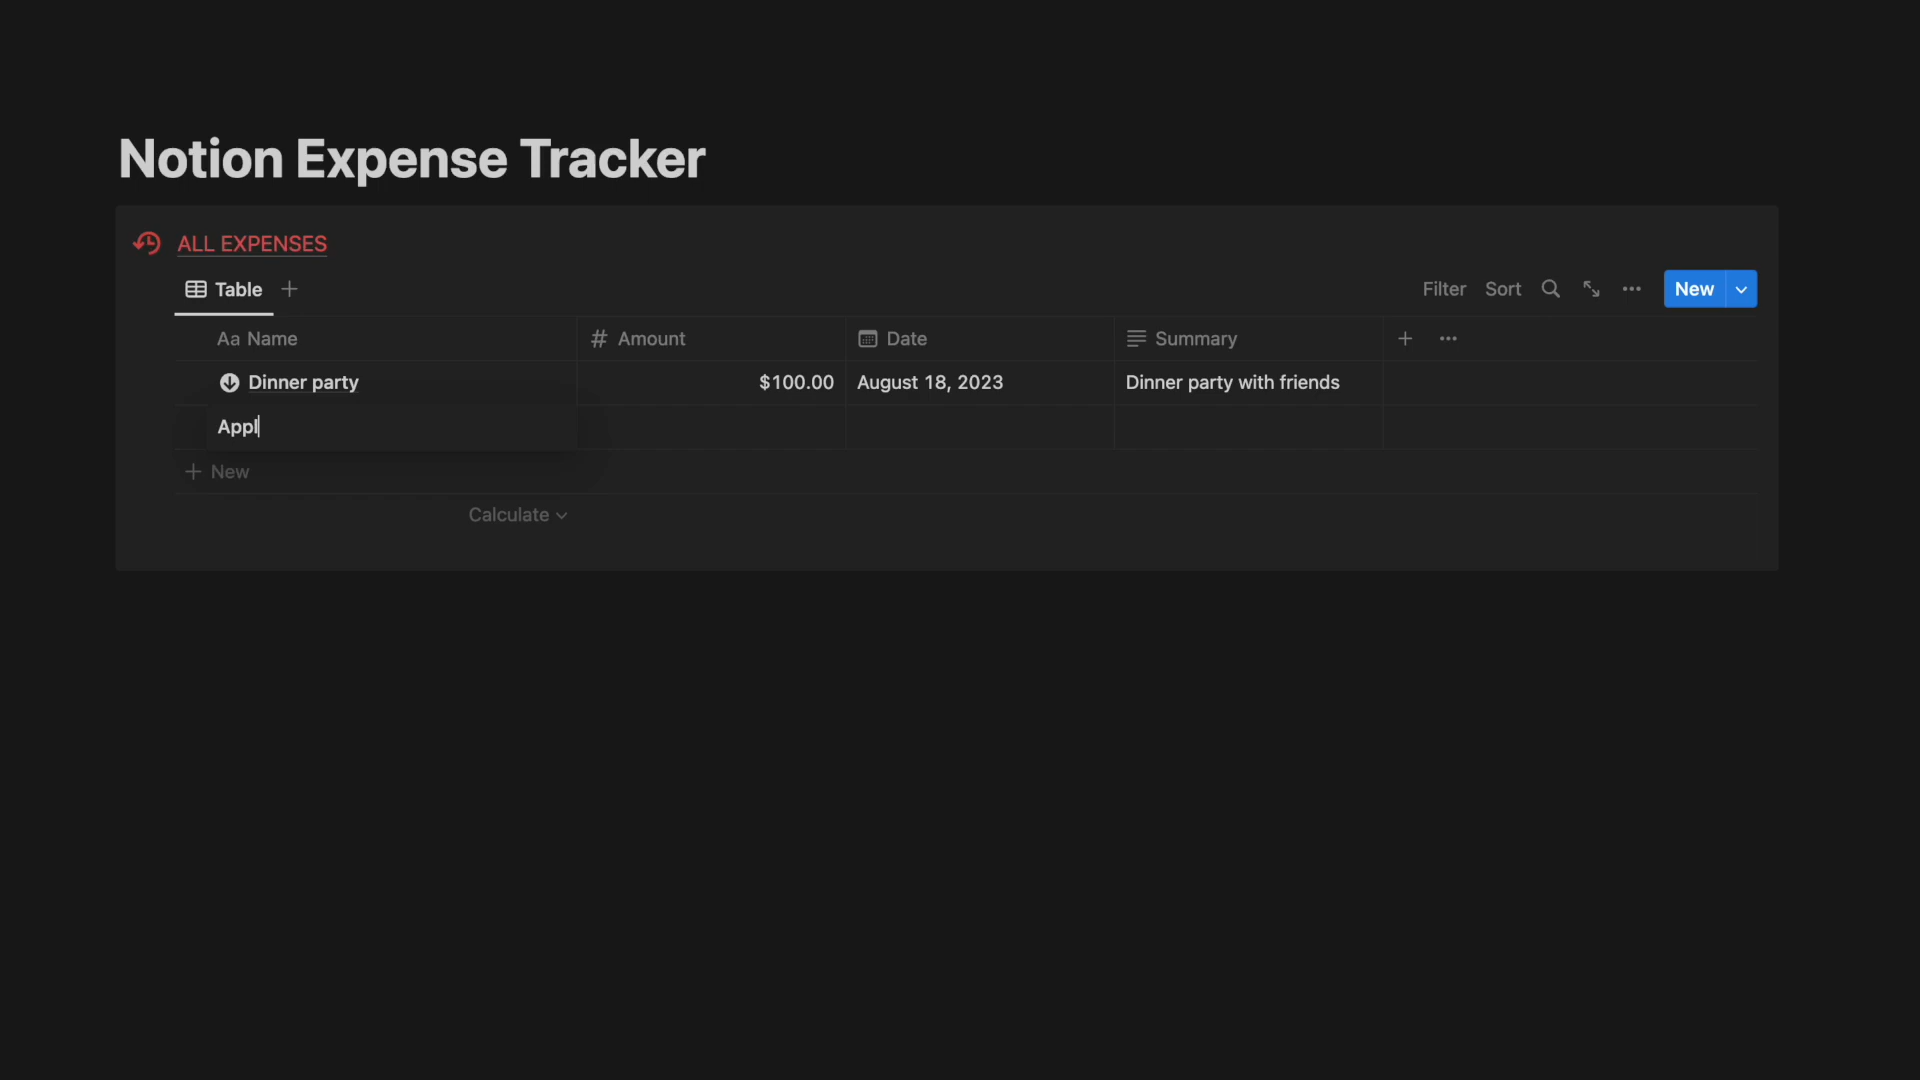 Notion Expense Tracker
ALL EXPENSES
Table
Filter Sort New
Aa Name # Amount Date Summary
Dinner party $100.00 August 18, 2023 Dinner party with friends
Appl
+ New
Calculate